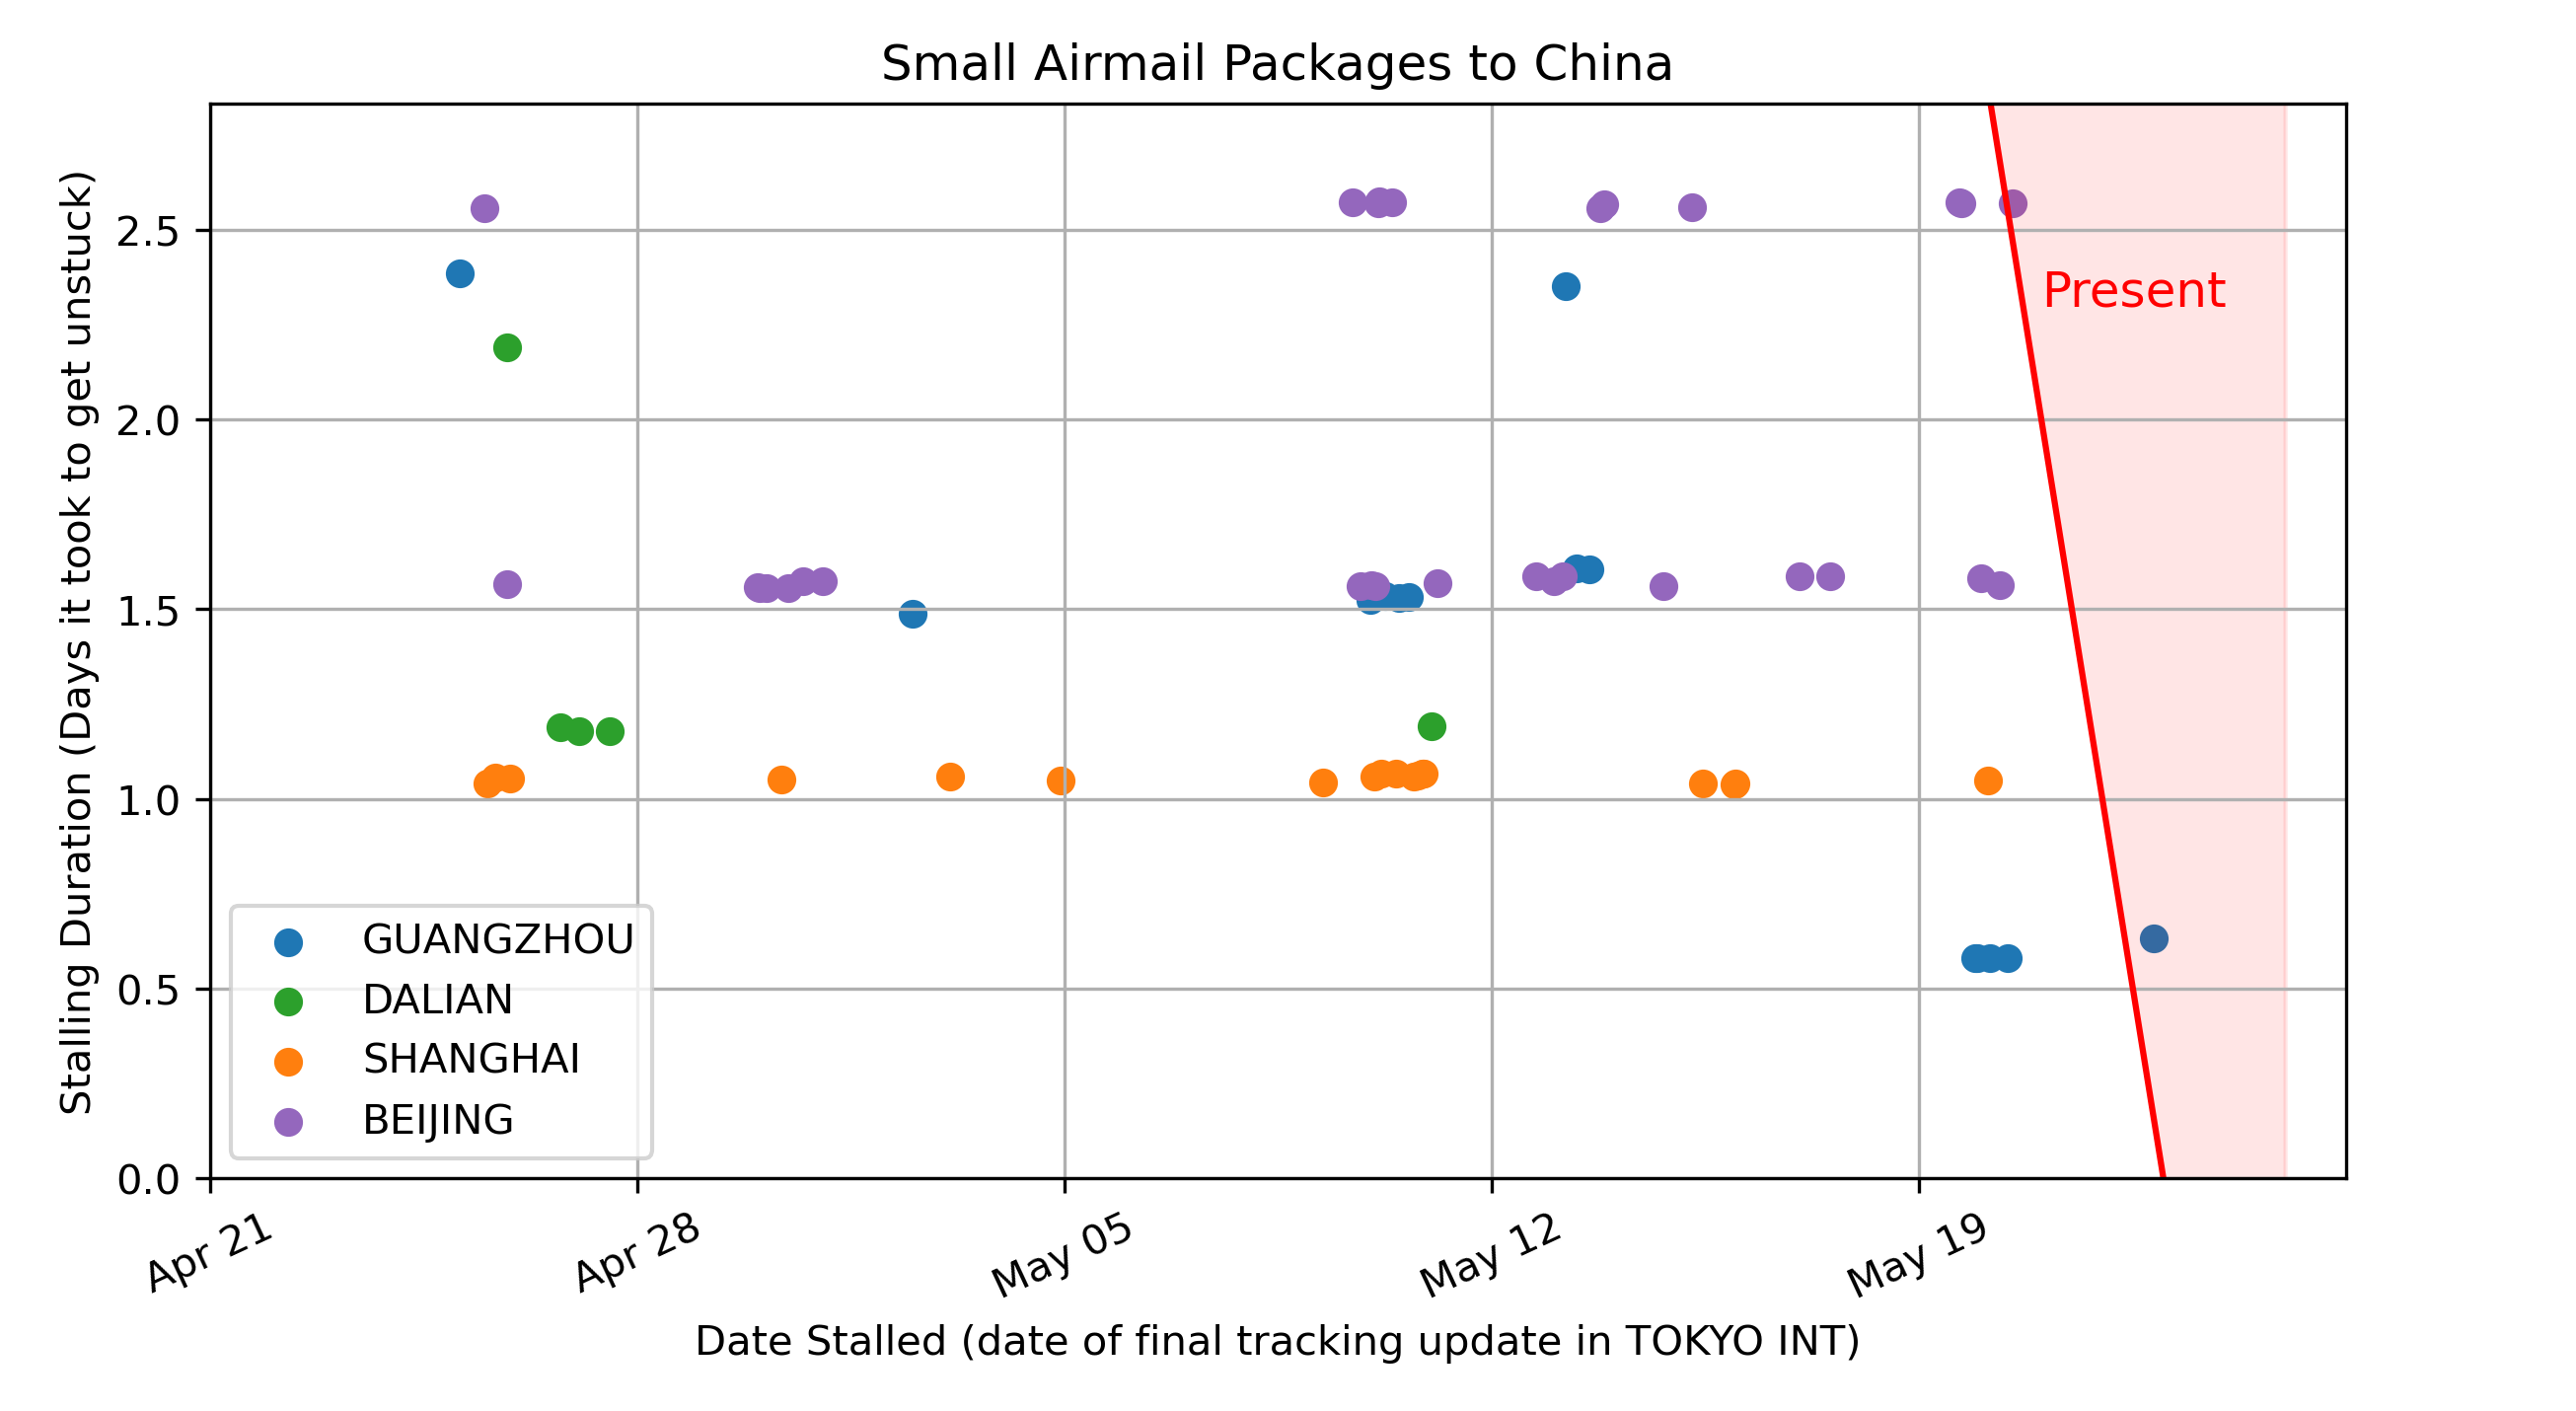 Small Airmail Packages to China
Stalling Duration (Days it took to get unstuck)
2.5
2.0
1.5
1.0
0.5
0.0
Present
GUANGZHOU
DALIAN
SHANGHAI
BEIJING
Apr 21
Apr 28
May 05
May 12
May 19
Date Stalled (date of final tracking update in TOKYO INT)